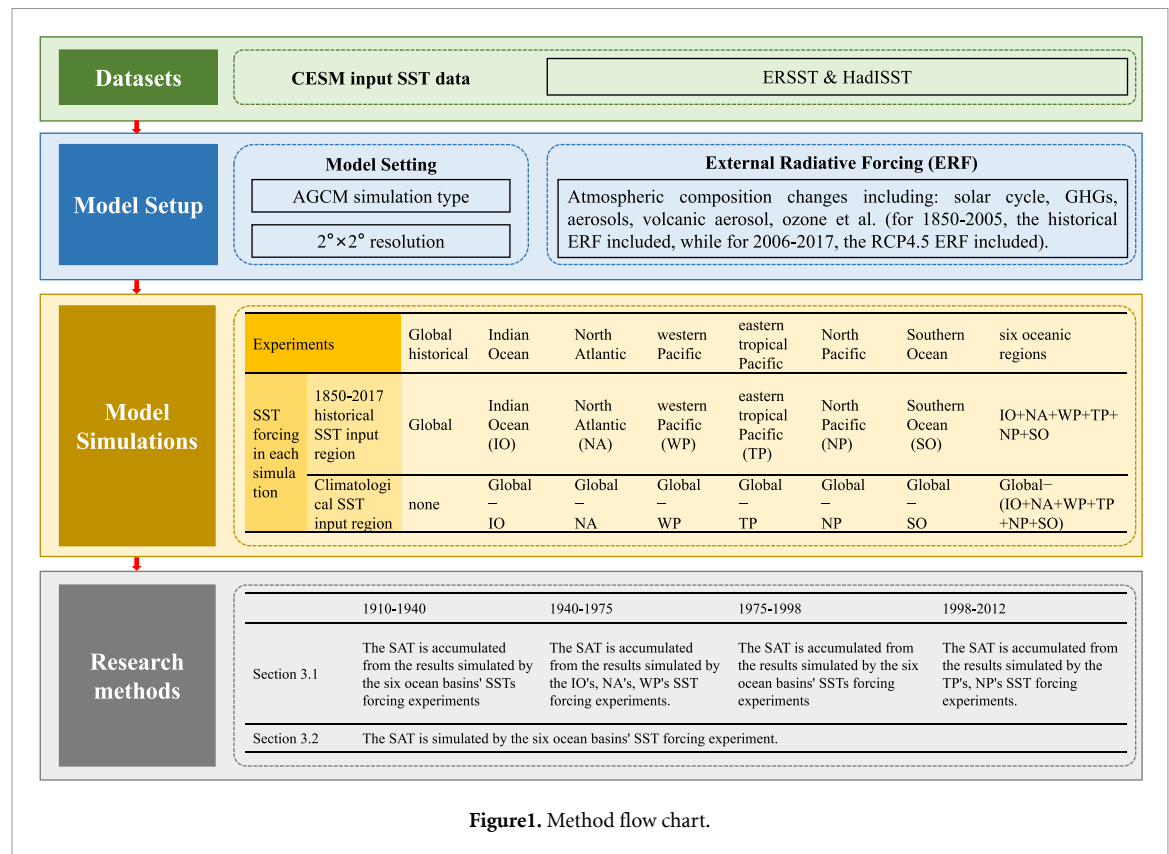 Datasets
CESM input SST data
ERSST & HadISST
Model Setup
Model Setting
AGCM simulation type
2°×2° resolution
External Radiative Forcing (ERF)
Atmospheric composition changes including: solar cycle, GHGs,
aerosols, volcanic aerosol, ozone et al. (for 1850-2005, the historical
ERF included, while for 2006-2017, the RCP4.5 ERF included).
Model
Simulations
Experiments
Global
historical
Indian
Ocean
North
Atlantic
western
Pacific
eastern
tropical
Pacific
North
Pacific
Southern
Ocean
six oceanic
regions
SST
forcing
in each
simula
tion
1850-2017
historical
SST input
region
Global
Indian
Ocean
(IO)
North
Atlantic
(NA)
western
Pacific
(WP)
eastern
tropical
Pacific
(TP)
North
Pacific
(NP)
Southern
Ocean
(SO)
IO+NA+WP+TP+
NP+SO
Climatologi
cal SST
input region
none
Global
–
IO
Global
–
NA
Global
–
WP
Global
–
TP
Global
–
NP
Global
–
SO
Global–
(IO+NA+WP+TP
+NP+SO)
Research
methods
1910-1940
1940-1975
1975-1998
1998-2012
Section 3.1
The SAT is accumulated
from the results simulated by
the six ocean basins' SSTs
forcing experiments
The SAT is accumulated
from the results simulated by
the IO's, NA's, WP's SST
forcing experiments.
The SAT is accumulated from
the results simulated by the six
ocean basins' SSTs forcing
experiments
The SAT is accumulated from
the results simulated by the
TP's, NP's SST forcing
experiments.
Section 3.2
The SAT is simulated by the six ocean basins' SST forcing experiment.
Figure1. Method flow chart.